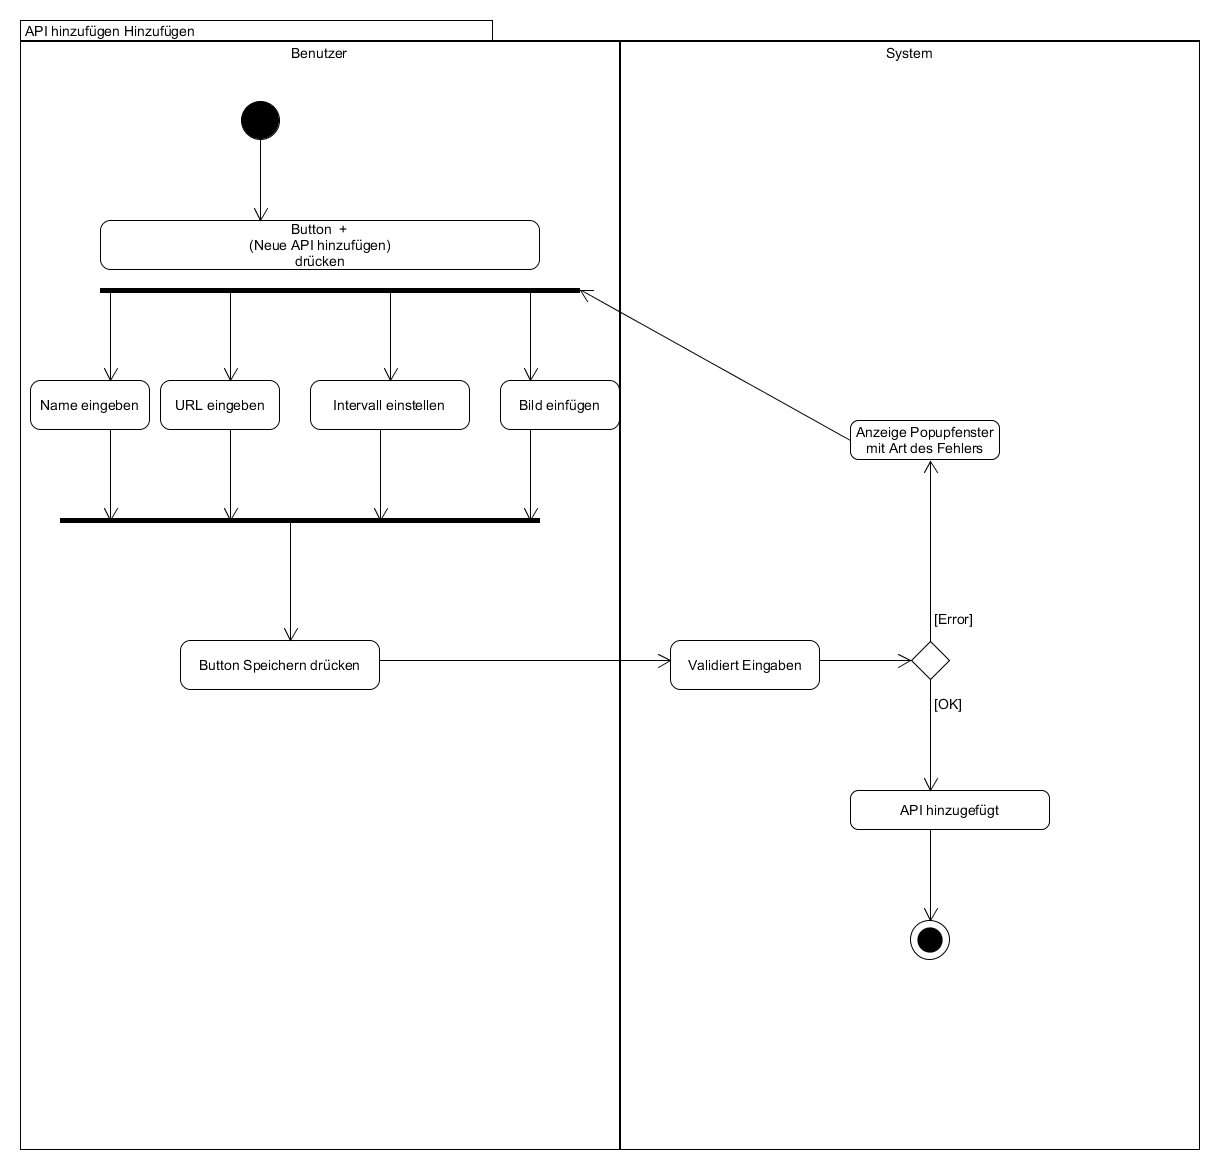 API hinzufügen Hinzufügen
Benutzer
System
Button +
(Neue API hinzufügen)
drücken
Name eingeben
URL eingeben
Intervall einstellen
Bild einfügen
Anzeige Popupfenster
mit Art des Fehlers
[Error]
Button Speichern drücken
Validiert Eingaben
[OK]
API hinzugefügt